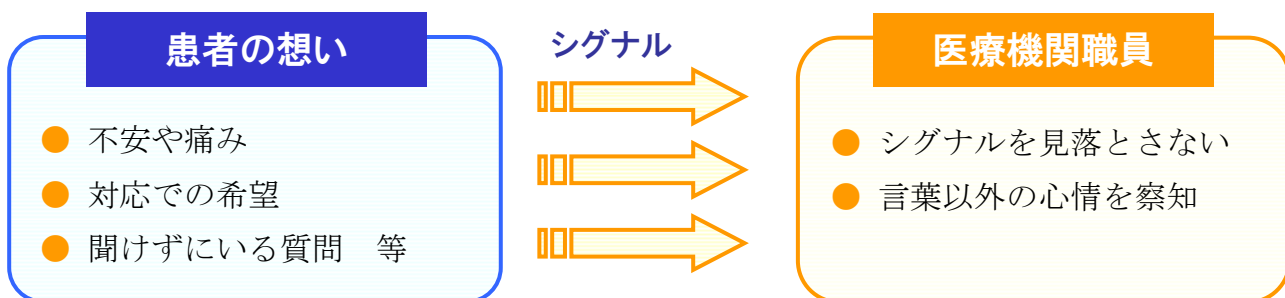 患者の想い
● 不安や痛み
● 対応での希望
● 聞けずにいる質問　等
シグナル
医療機関職員
● シグナルを見落とさない
● 言葉以外の心情を察知